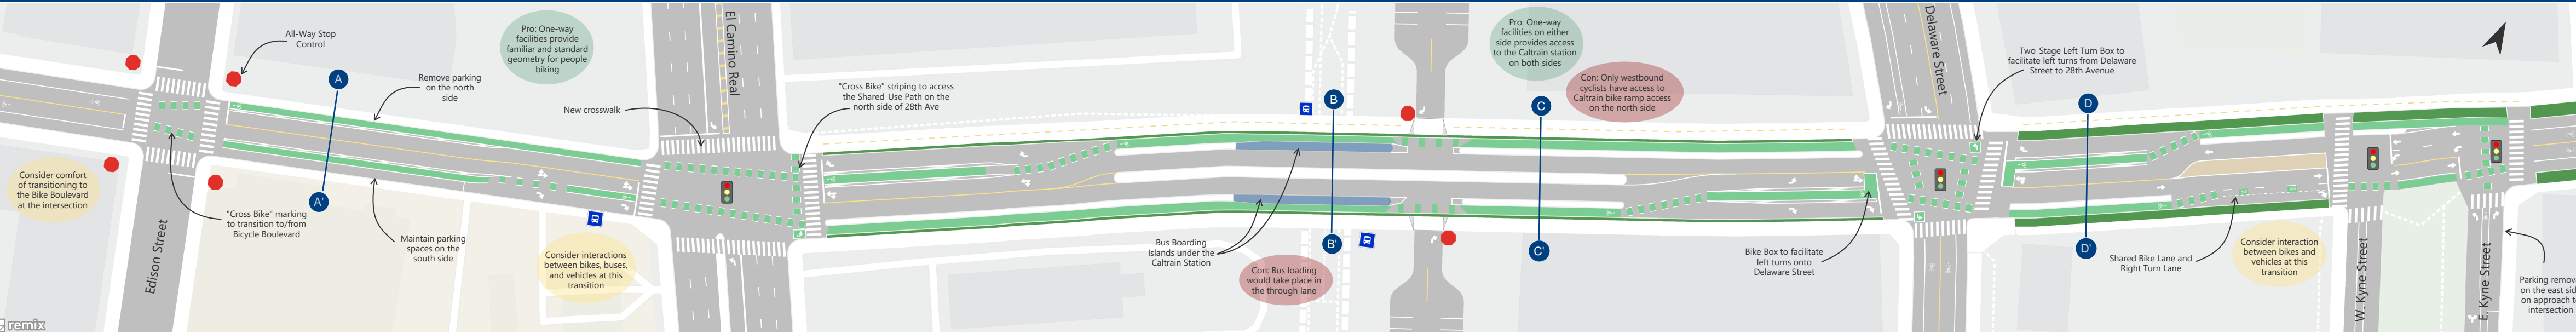 All-Way Stop
Control
Pro: One-way
facilities provide
familiar and standard
geometry for people
biking
El Camino Real
Pro: One-way
facilities on either
side provides access
to the Caltrain station
on both sides
Delaware Street
Two-Stage Left Turn Box to
facilitate left turns from Delaware
Street to 28th Avenue
A
Remove parking
on the north
side
New crosswalk
"Cross Bike" striping to access
the Shared-Use Path on the
north side of 28th Ave
B
C
Con: Only westbound
cyclists have access to
Caltrain bike ramp access
on the north side
D
Consider comfort
of transitioning to
the Bike Boulevard
at the intersection
A'
"Cross Bike" marking
to transition to/from
Bicycle Boulevard
Edison Street
Maintain parking
spaces on the
south side
Consider interactions
between bikes, buses,
and vehicles at this
transition
Bus Boarding
Islands under the
Caltrain Station
B'
Con: Bus loading
would take place in
the through lane
C'
Bike Box to facilitate
left turns onto
Delaware Street
D'
Shared Bike Lane and
Right Turn Lane
Consider interaction
between bikes and
vehicles at this
transition
W. Kyne Street
E. Kyne Street
Parking remov
on the east sid
on approach t
intersection
remix